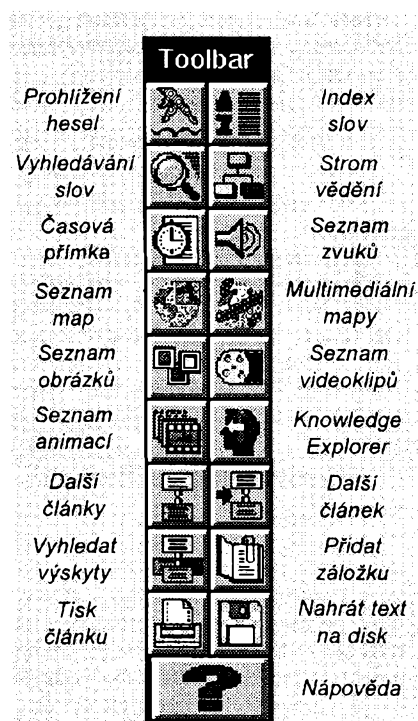 Toolbar
Prohlížení
hesel
Index
slov
Vyhledávání
slov
Strom
vědění
Časová
přímka
Seznam
zvuků
Seznam
map
Multimediální
mapy
Seznam
obrázků
Seznam
videoklipů
Seznam
animací
Knowledge
Explorer
Další
články
Další
článek
Vyhledat
výskyty
Přidat
záložku
Tisk
článku
Nahrát text
na disk
?
Nápověda